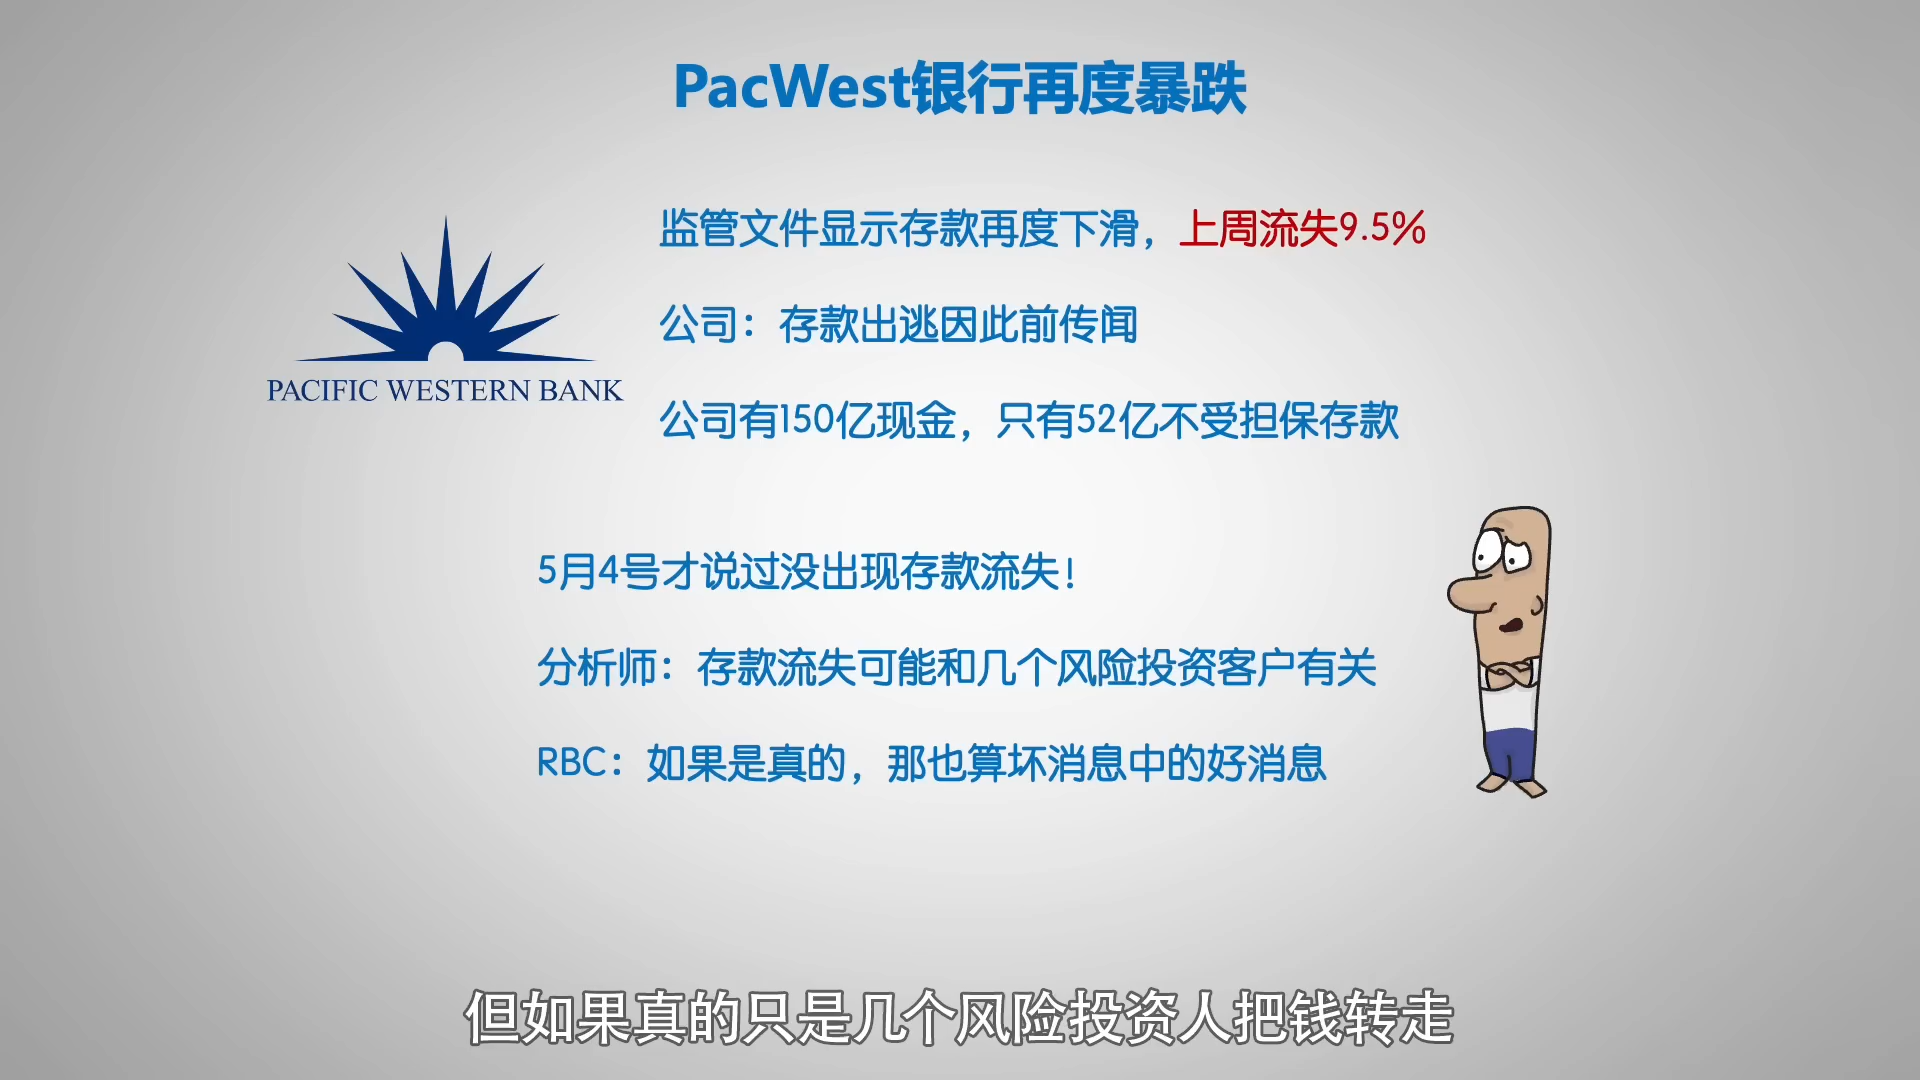 PacWest银行再度暴跌
监管文件显示存款再度下滑，上周流失9.5%
公司：存款出逃因此前传闻
公司有150亿现金，只有52亿不受担保存款
PACIFIC WESTERN BANK
5月4号才说过没出现存款流失！
分析师：存款流失可能和几个风险投资客户有关
RBC：如果是真的，那也算坏消息中的好消息
但如果真的只是几个风险投资人把钱转走